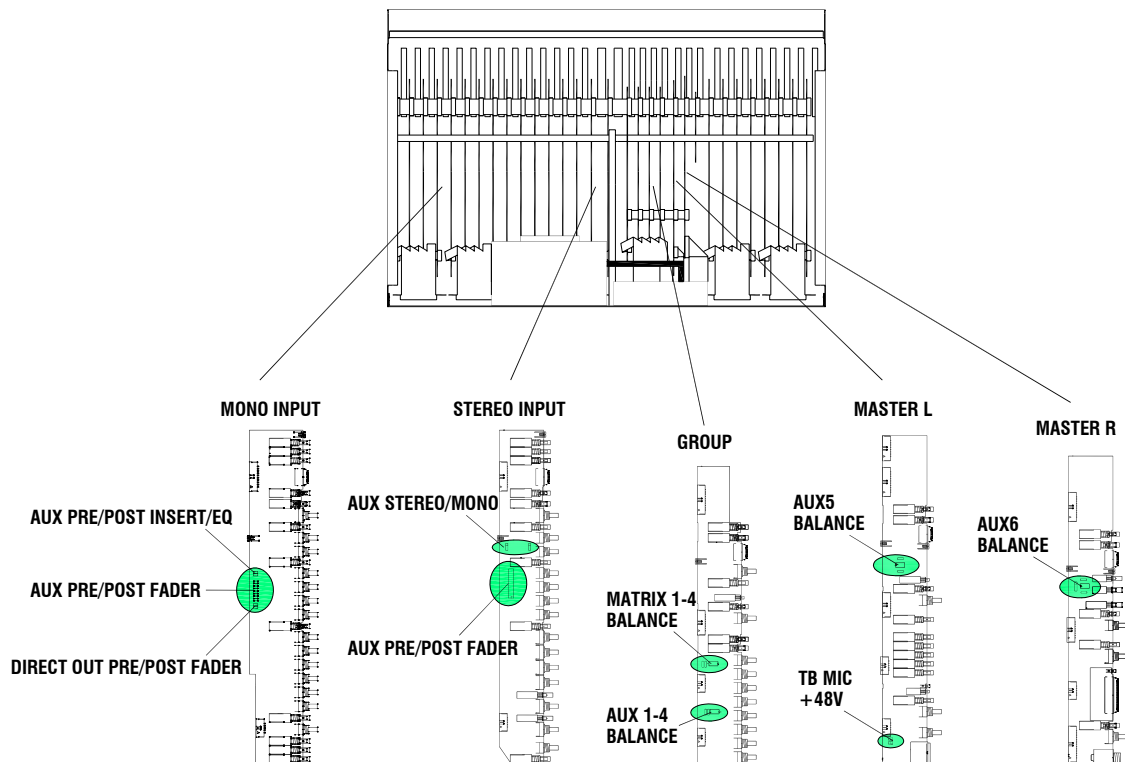 MONO INPUT
STEREO INPUT
GROUP
MASTER L
MASTER R
AUX PRE/POST INSERT/EQ
AUX PRE/POST FADER
DIRECT OUT PRE/POST FADER
AUX STEREO/MONO
AUX PRE/POST FADER
MATRIX 1-4
BALANCE
AUX 1-4
BALANCE
AUX5
BALANCE
TB MIC
+48V
AUX6
BALANCE